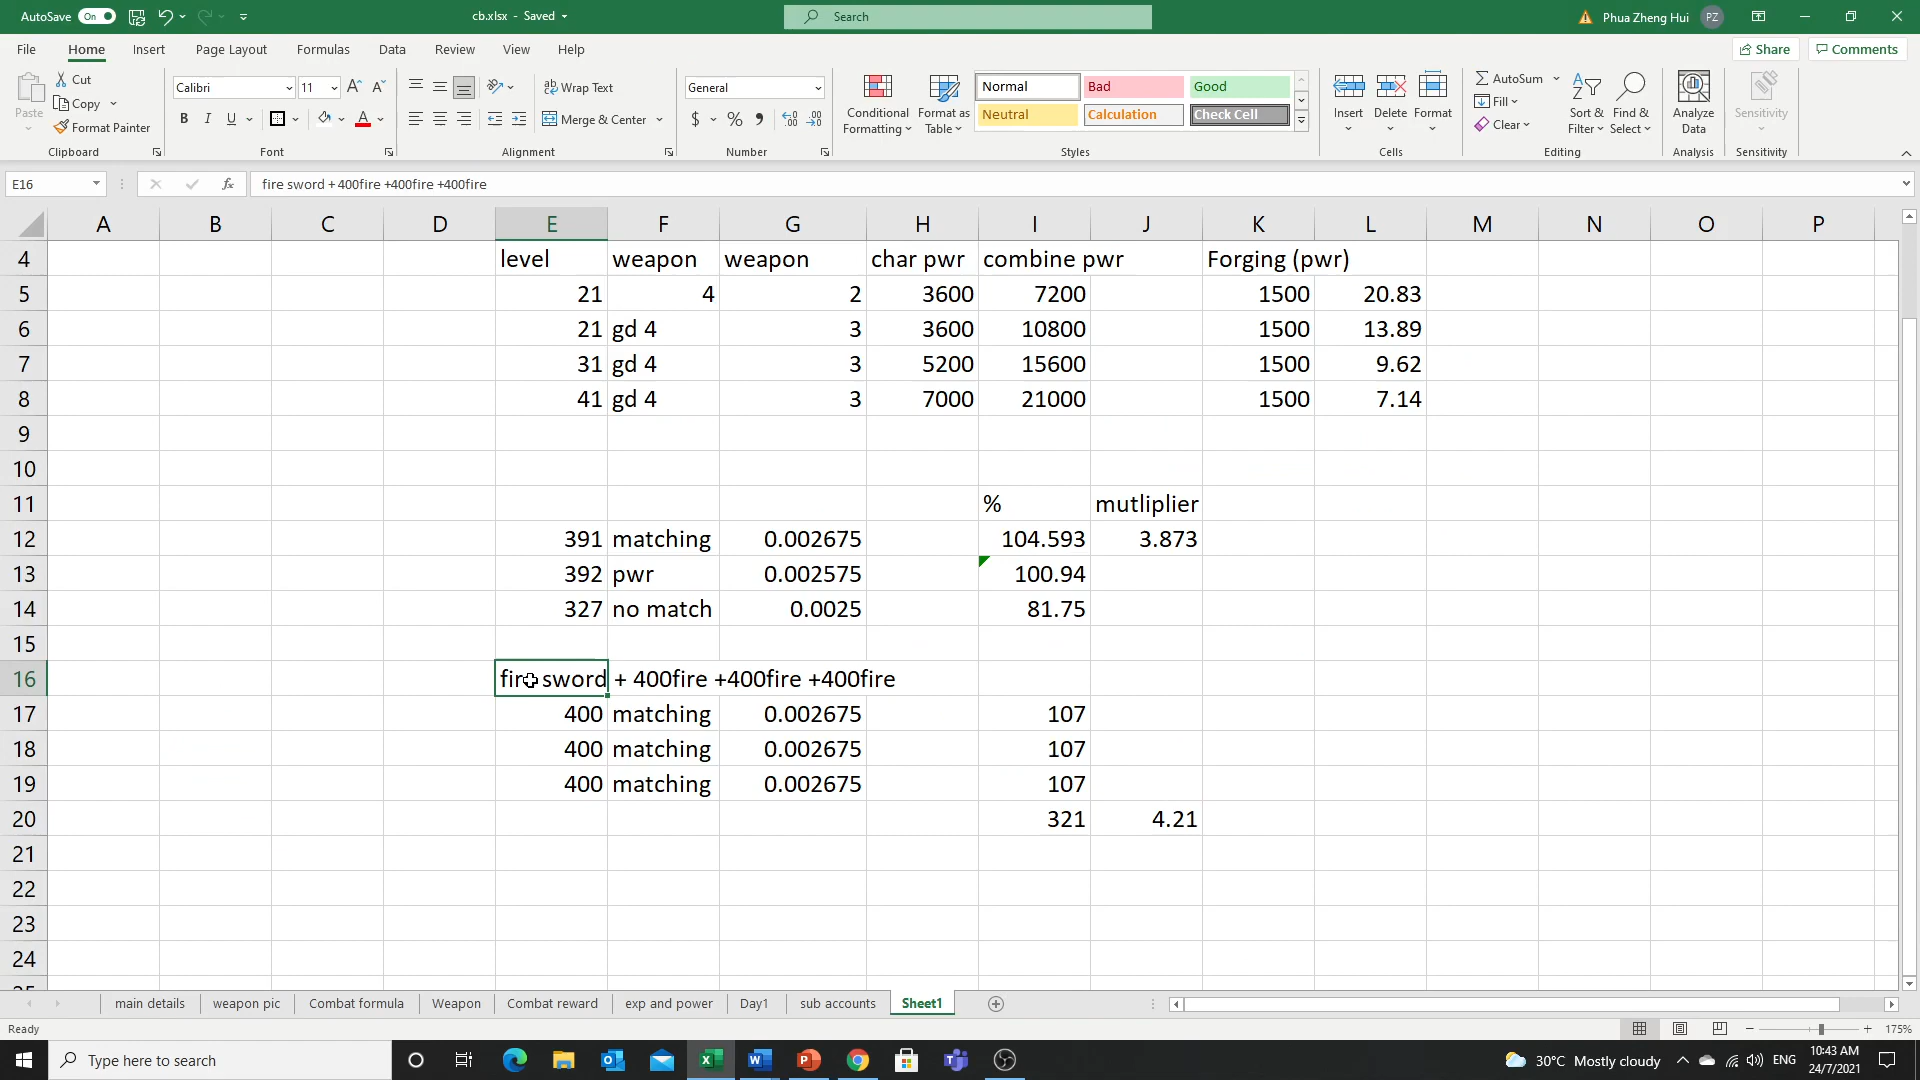 AutoSave On cb.xlsx - Saved Search Phua Zheng Hui PZ
File Home Insert Page Layout Formulas Data Review View Help Share Comments
Paste Cut Copy Format Painter Clipboard
Calibri 11 B I U A Font
ab Wrap Text Merge & Center Alignment
General $ % 9 Number
Conditional Formatting Format as Table
Normal Bad Good
Neutral Calculation Check Cell
Styles
Insert Delete Format Cells
AutoSum Fill Clear Sort & Filter Find & Select Editing
Analyze Data Analysis
Sensitivity Sensitivity
E16 fx fire sword + 400fire +400fire +400fire
A B C D E F G H I J K L M N O P
4 level weapon weapon char pwr combine pwr Forging (pwr)
5 21 4 2 3600 7200 1500 20.83
6 21 gd 4 3 3600 10800 1500 13.89
7 31 gd 4 3 5200 15600 1500 9.62
8 41 gd 4 3 7000 21000 1500 7.14
9
10
11 % mutliplier
12 391 matching 0.002675 104.593 3.873
13 392 pwr 0.002575 100.94
14 327 no match 0.0025 81.75
15
16 fire sword + 400fire +400fire +400fire
17 400 matching 0.002675 107
18 400 matching 0.002675 107
19 400 matching 0.002675 107
20 321 4.21
21
22
23
24
main details weapon pic Combat formula Weapon Combat reward exp and power Day1 sub accounts Sheet1
Ready 175%
Type here to search 30°C Mostly cloudy ENG 10:43 AM
24/7/2021